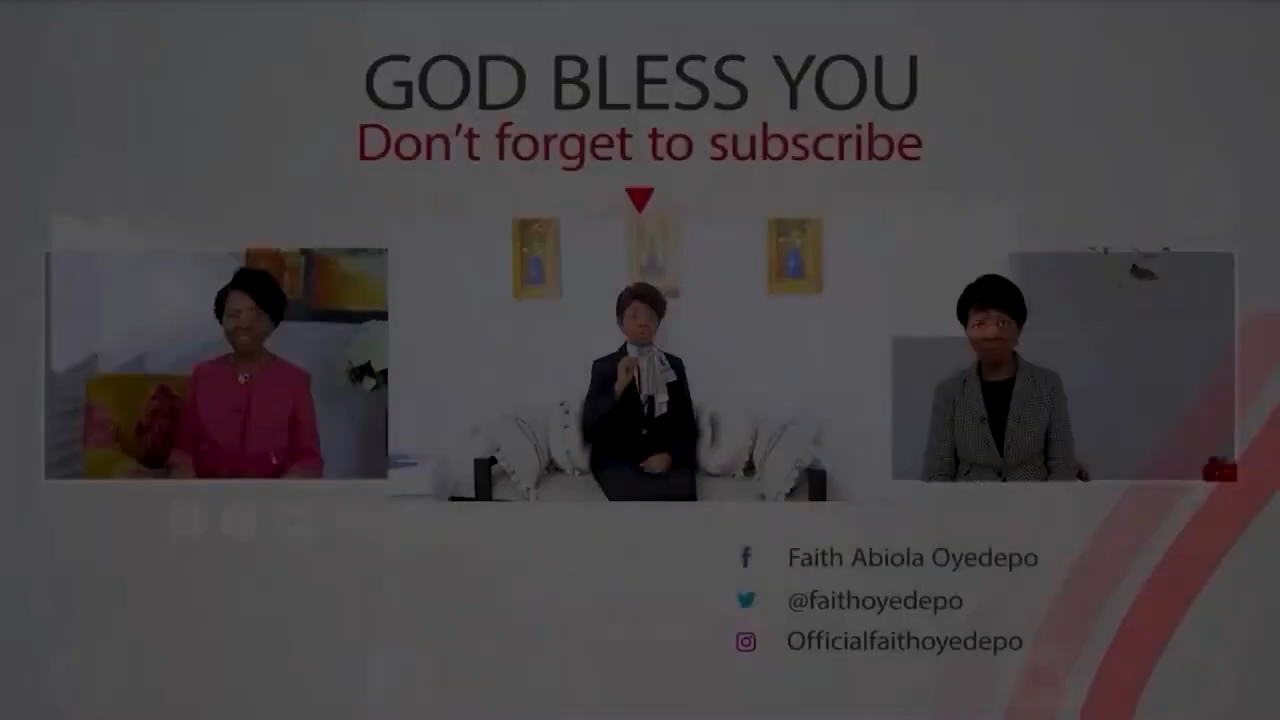 GOD BLESS YOU
Don't forget to subscribe
Faith Abiola Oyedepo
@faithoyedepo
Officialfaithoyedepo